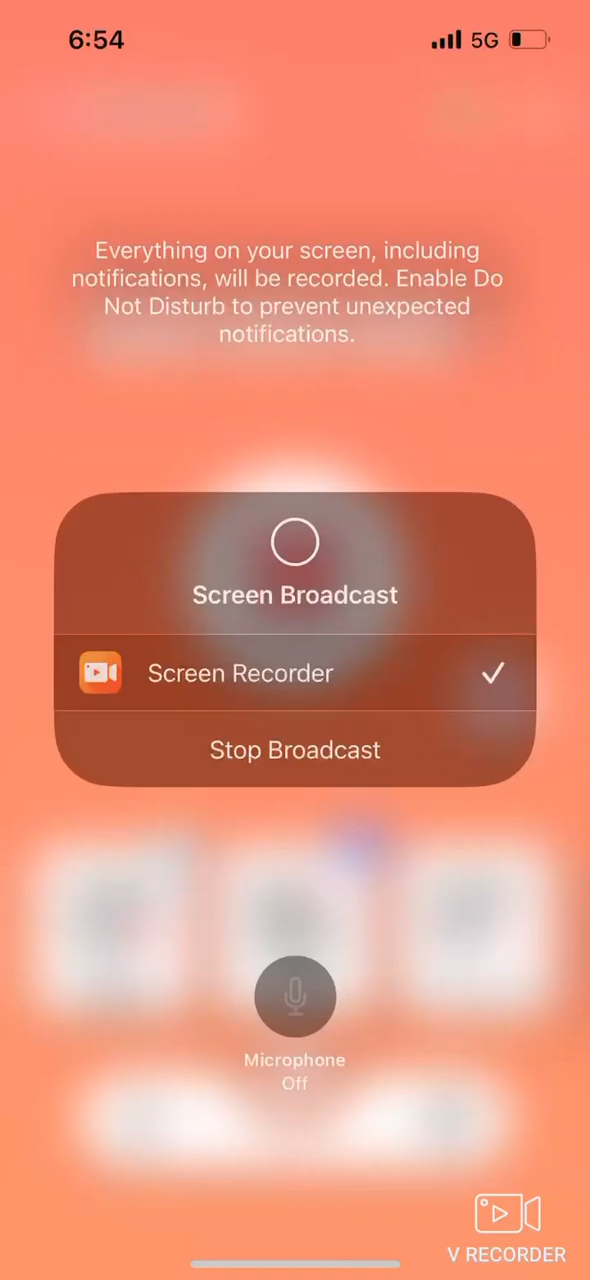 6:54
5G
Everything on your screen, including
notifications, will be recorded. Enable Do
Not Disturb to prevent unexpected
notifications.
Screen Broadcast
Screen Recorder
Stop Broadcast
Microphone
Off
V RECORDER